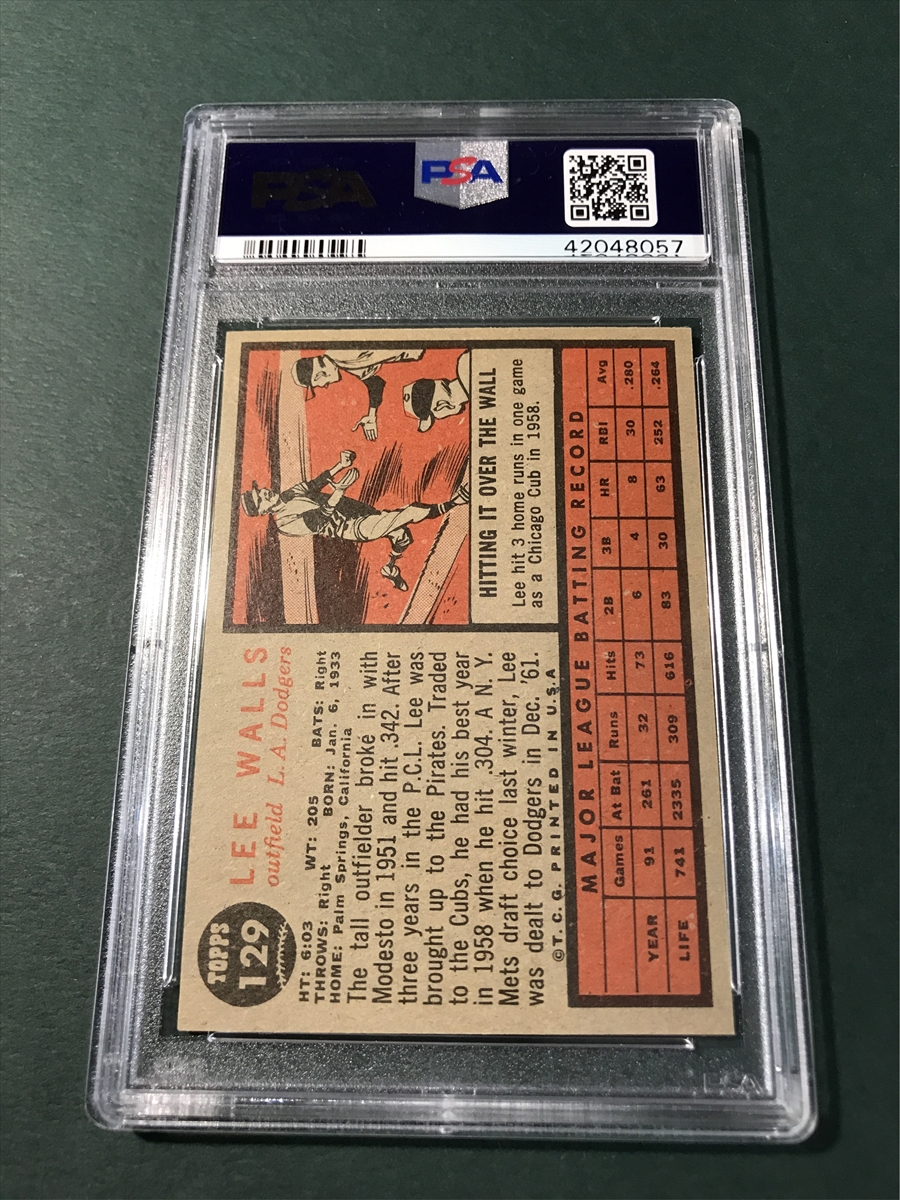 PSA
PSA
42048057
TOPPS
129
LEE WALLS
outfield L. A. Dodgers
HT: 6:03 WT: 205 BATS: Right
THROWS: Right BORN: Jan. 6, 1933
HOME: Palm Springs, California
The tall outfielder broke in with
Modesto in 1951 and hit .342. After
three years in the P.C.L. Lee was
brought up to the Pirates. Traded
to the Cubs, he had his best year
in 1958 when he hit .304. A N. Y.
Mets draft choice last winter, Lee
was dealt to Dodgers in Dec. '61.
©T. C. G. PRINTED IN U.S.A
HITTING IT OVER THE WALL
Lee hit 3 home runs in one game
as a Chicago Cub in 1958.
MAJOR LEAGUE BATTING RECORD
Games At Bat Runs Hits 2B 3B HR RBI Avg
YEAR 91 261 32 73 6 4 8 30 .280
LIFE 741 2335 309 616 83 30 63 252 .264